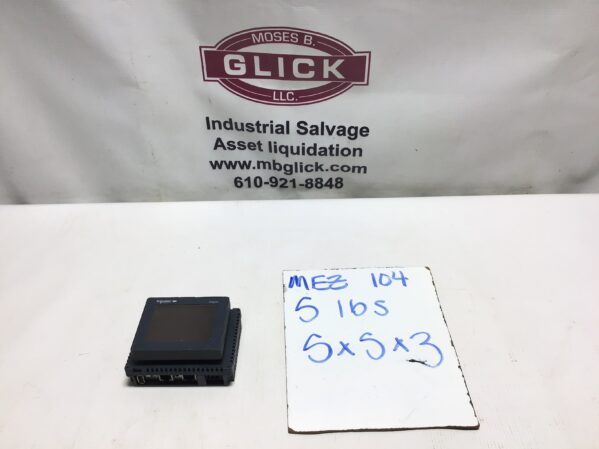 MOSES B.
GLICK
LLC.
Industrial Salvage
Asset liquidation
www.mbglick.com
610-921-8848
MEZ 104
5 lbs
5x5x3